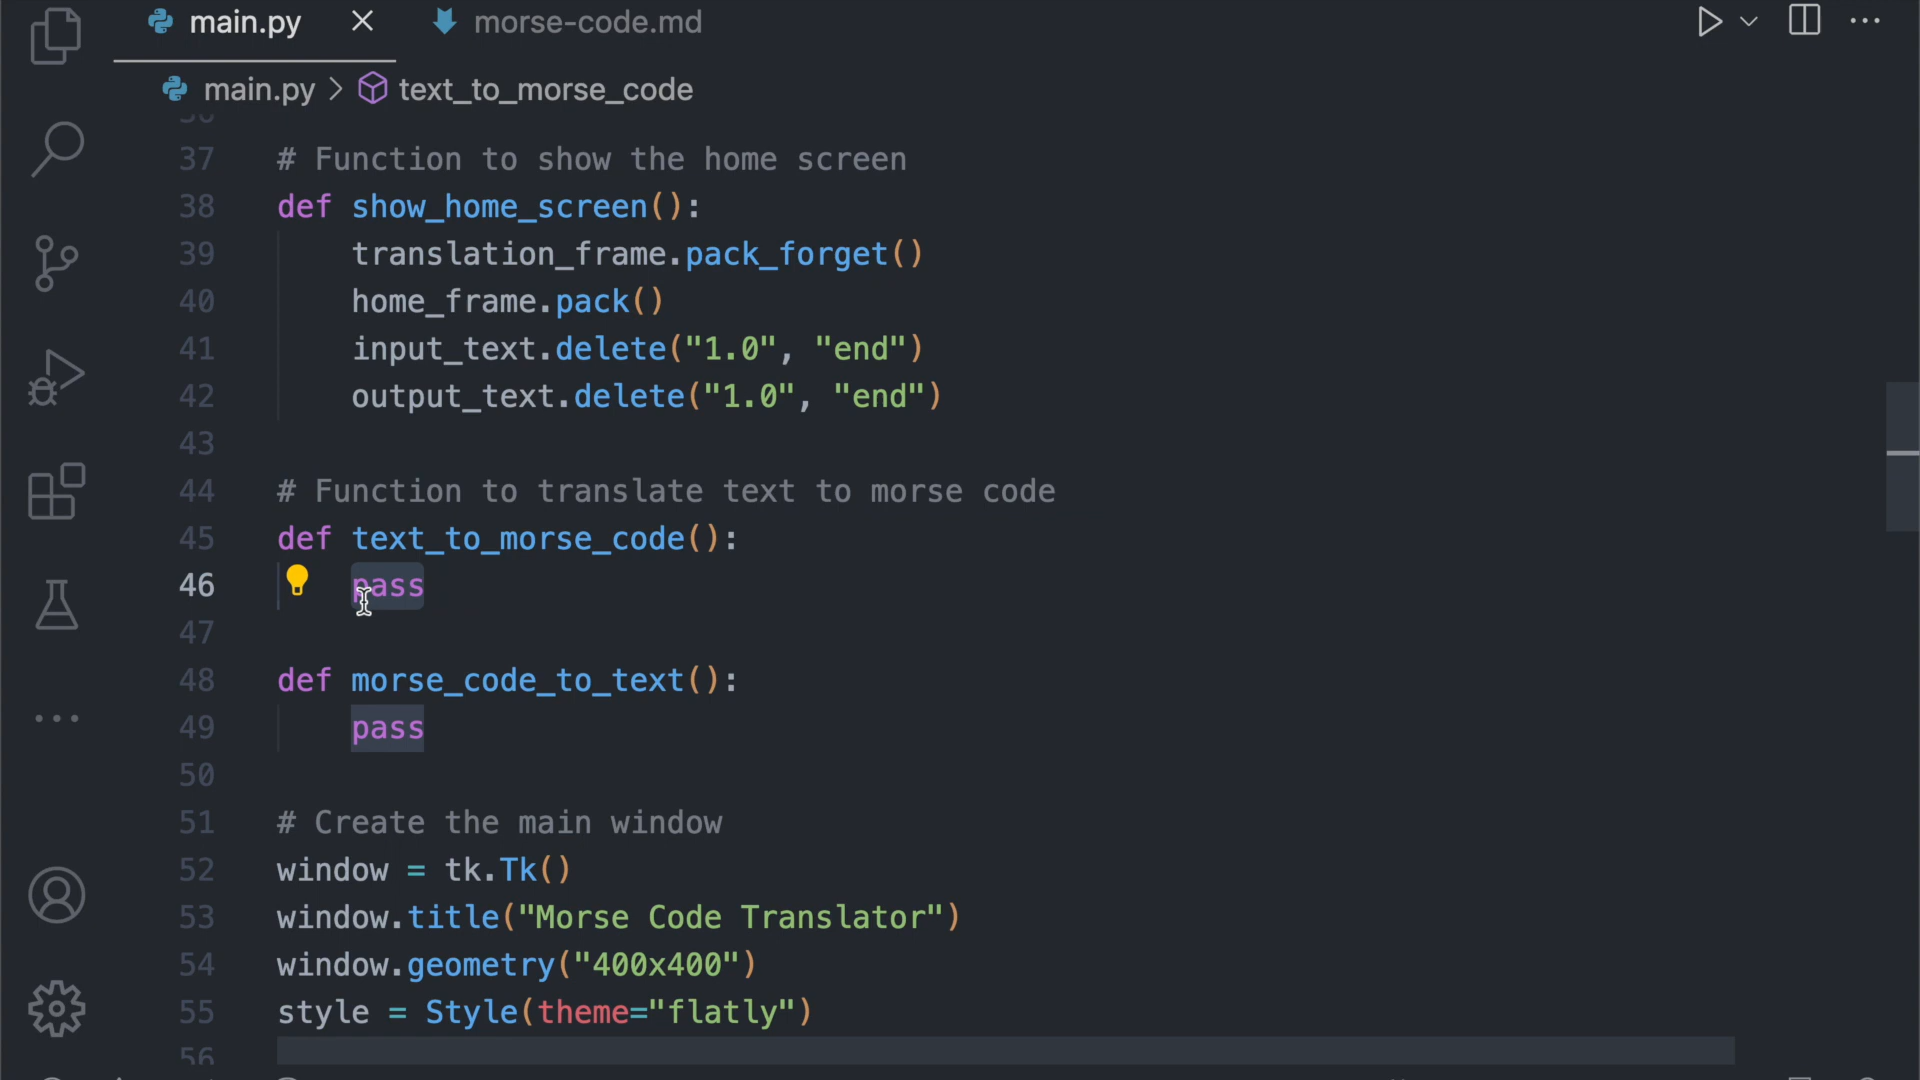 main.py
morse-code.md
main.py > text_to_morse_code
37 # Function to show the home screen
38 def show_home_screen():
39 translation_frame.pack_forget()
40 home_frame.pack()
41 input_text.delete("1.0", "end")
42 output_text.delete("1.0", "end")
43
44 # Function to translate text to morse code
45 def text_to_morse_code():
46 pass
47
48 def morse_code_to_text():
49 pass
50
51 # Create the main window
52 window = tk.Tk()
53 window.title("Morse Code Translator")
54 window.geometry("400x400")
55 style = Style(theme="flatly")
56